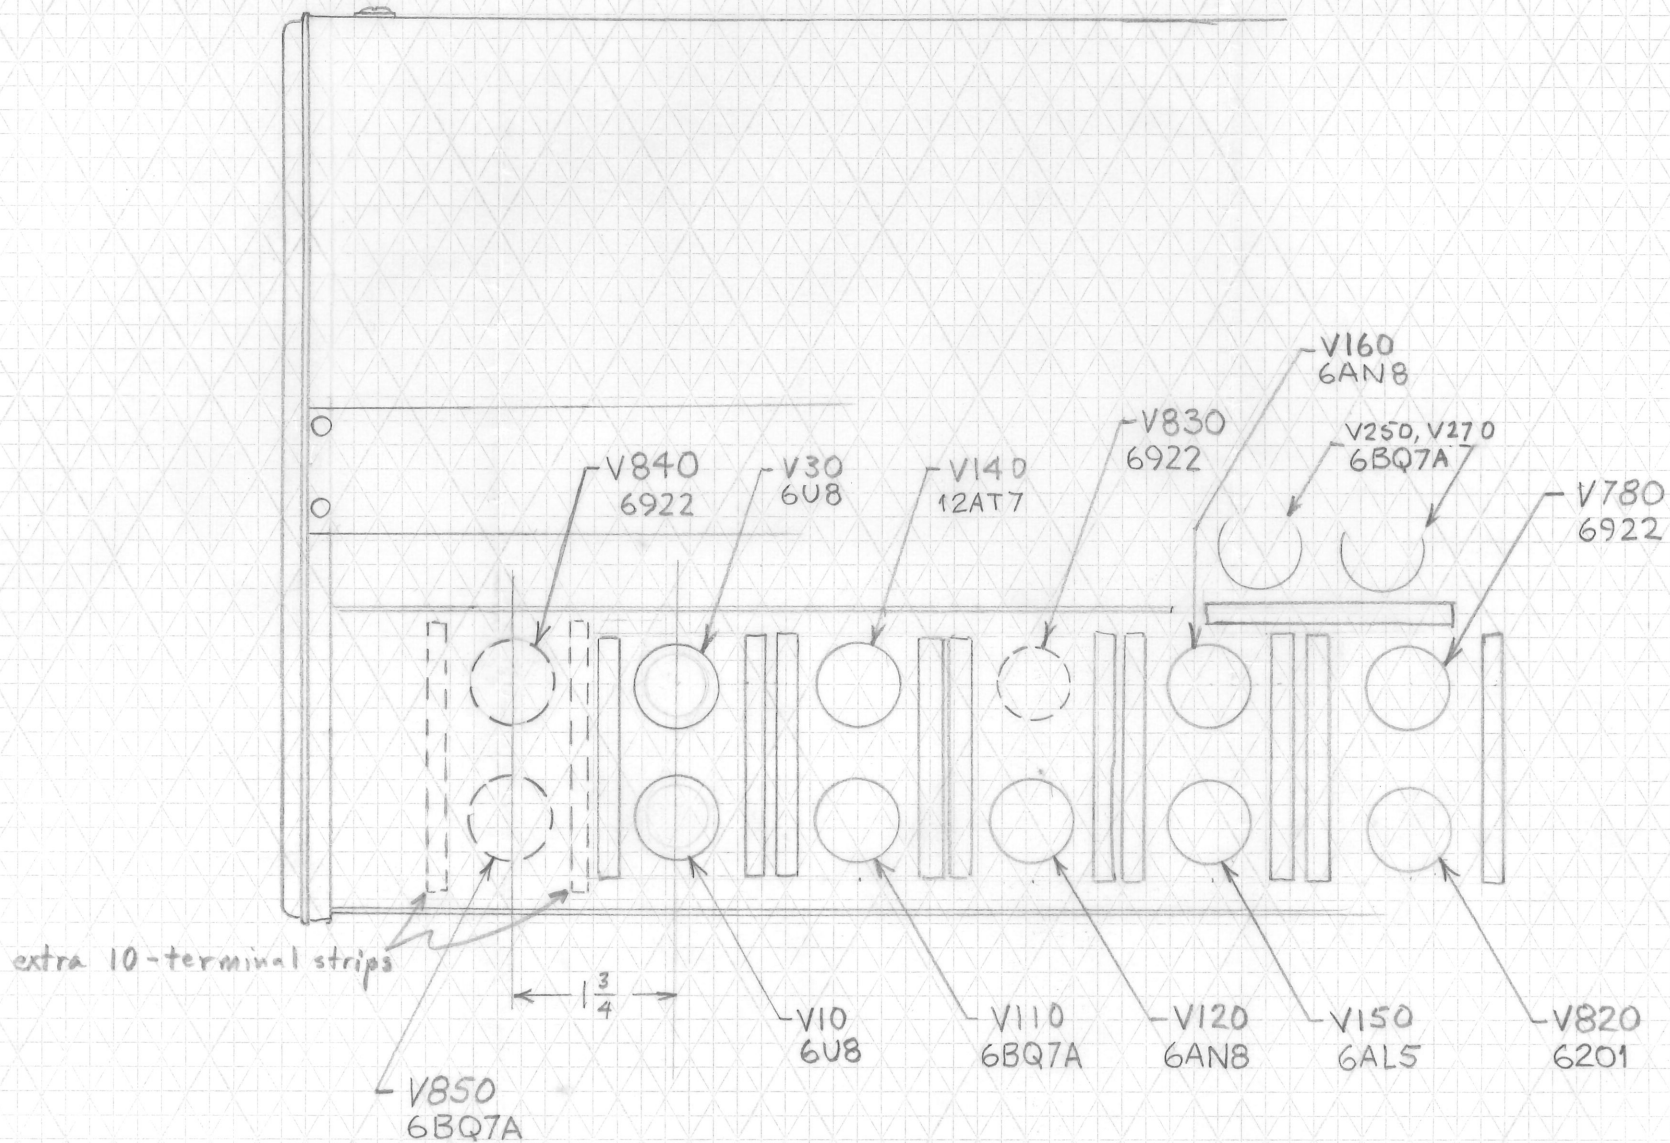 V160
6AN8
V830
6922
V250, V270
6BQ7A
V840
6922
V30
6U8
V140
12AT7
V780
6922
extra 10-terminal strips
1 3/4
V10
6U8
V110
6BQ7A
V120
6AN8
V150
6AL5
V820
6201
V850
6BQ7A